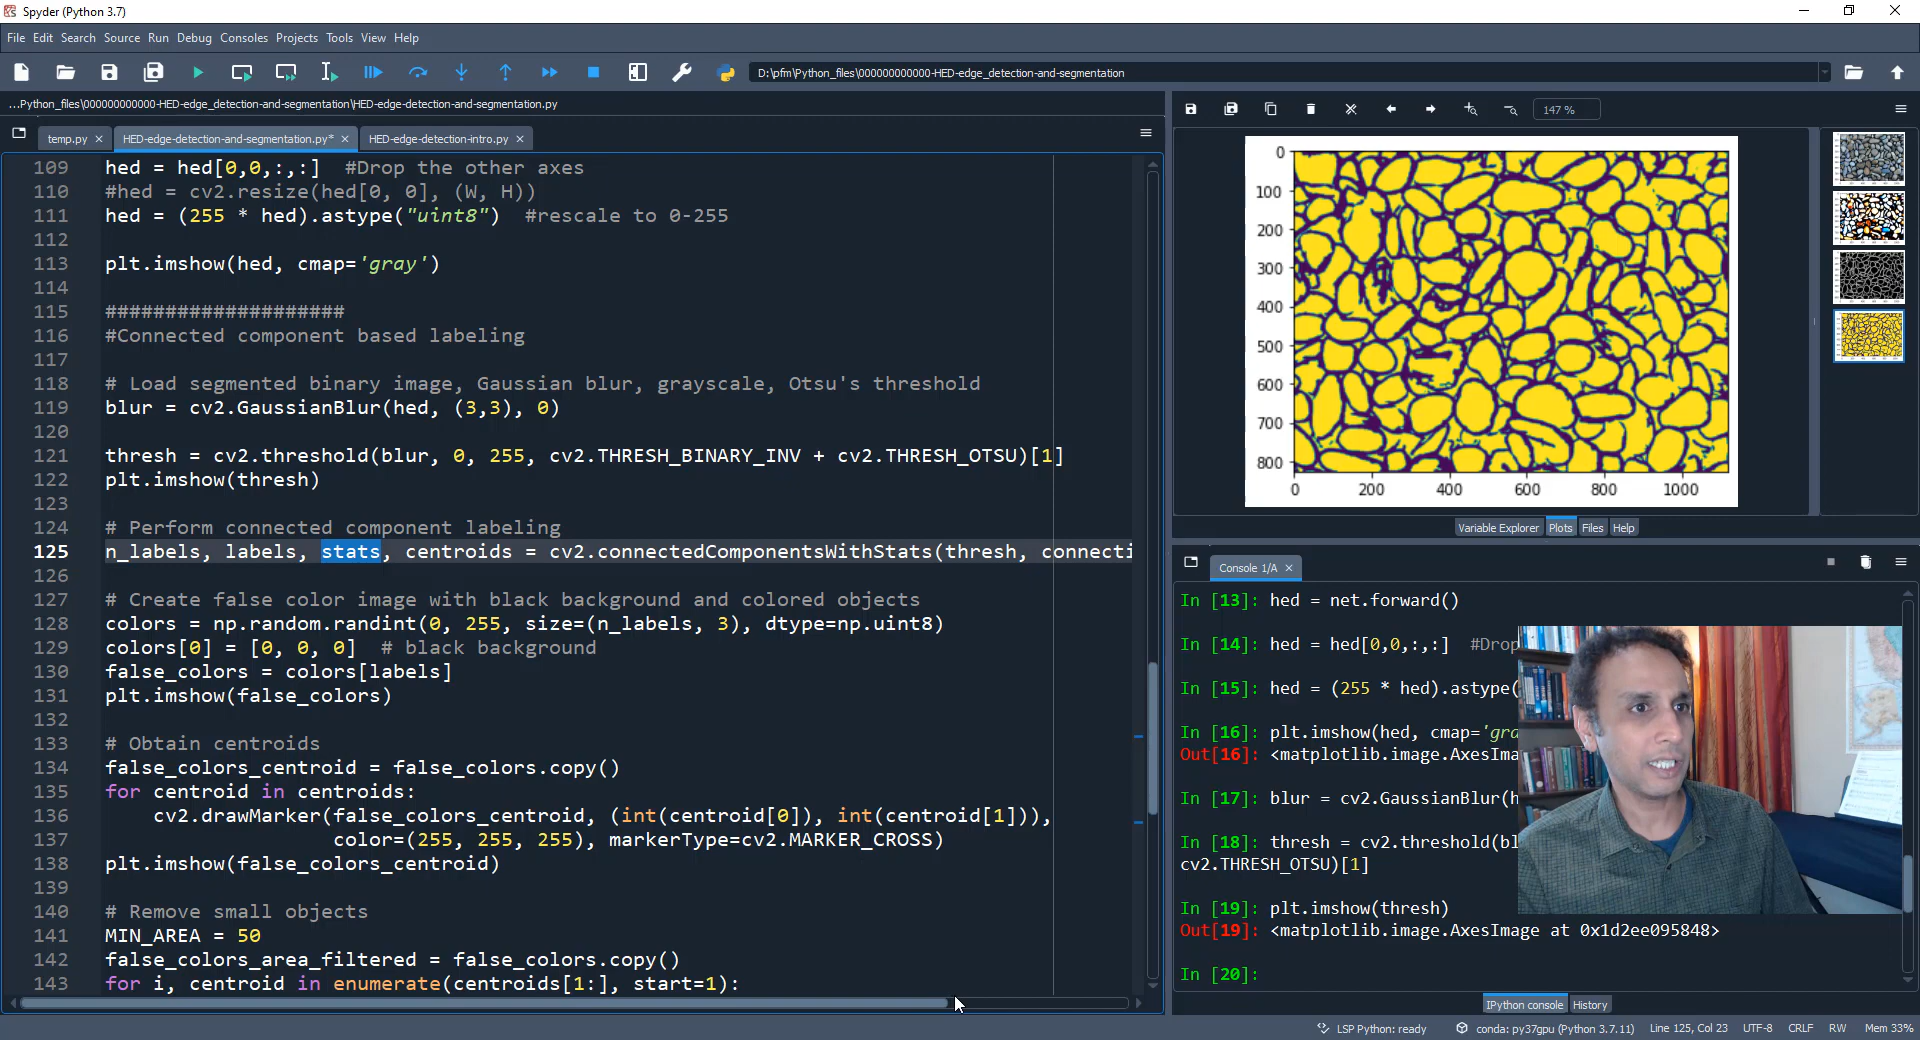 Spyder (Python 3.7)
File Edit Search Source Run Debug Consoles Projects Tools View Help
D:\pfm\Python_files\000000000000-HED-edge_detection-and-segmentation
...Python_files\000000000000-HED-edge_detection-and-segmentation\HED-edge-detection-and-segmentation.py
temp.py HED-edge-detection-and-segmentation.py* HED-edge-detection-intro.py
109 hed = hed[0,0,:,:]  #Drop the other axes
110 #hed = cv2.resize(hed[0, 0], (W, H))
111 hed = (255 * hed).astype("uint8")  #rescale to 0-255
112
113 plt.imshow(hed, cmap='gray')
114
115 ####################
116 #Connected component based labeling
117
118 # Load segmented binary image, Gaussian blur, grayscale, Otsu's threshold
119 blur = cv2.GaussianBlur(hed, (3,3), 0)
120
121 thresh = cv2.threshold(blur, 0, 255, cv2.THRESH_BINARY_INV + cv2.THRESH_OTSU)[1]
122 plt.imshow(thresh)
123
124 # Perform connected component labeling
125 n_labels, labels, stats, centroids = cv2.connectedComponentsWithStats(thresh, connecti
126
127 # Create false color image with black background and colored objects
128 colors = np.random.randint(0, 255, size=(n_labels, 3), dtype=np.uint8)
129 colors[0] = [0, 0, 0]  # black background
130 false_colors = colors[labels]
131 plt.imshow(false_colors)
132
133 # Obtain centroids
134 false_colors_centroid = false_colors.copy()
135 for centroid in centroids:
136     cv2.drawMarker(false_colors_centroid, (int(centroid[0]), int(centroid[1])),
137                    color=(255, 255, 255), markerType=cv2.MARKER_CROSS)
138 plt.imshow(false_colors_centroid)
139
140 # Remove small objects
141 MIN_AREA = 50
142 false_colors_area_filtered = false_colors.copy()
143 for i, centroid in enumerate(centroids[1:], start=1):
147 %
0
100
200
300
400
500
600
700
800
0 200 400 600 800 1000
Variable Explorer Plots Files Help
Console 1/A
In [13]: hed = net.forward()
In [14]: hed = hed[0,0,:,:]  #Drop
In [15]: hed = (255 * hed).astype(
In [16]: plt.imshow(hed, cmap='gra
Out[16]: <matplotlib.image.AxesIma
In [17]: blur = cv2.GaussianBlur(h
In [18]: thresh = cv2.threshold(bl
cv2.THRESH_OTSU)[1]
In [19]: plt.imshow(thresh)
Out[19]: <matplotlib.image.AxesImage at 0x1d2ee095848>
In [20]:
IPython console History
LSP Python: ready conda: py37gpu (Python 3.7.11) Line 125, Col 23 UTF-8 CRLF RW Mem 33%